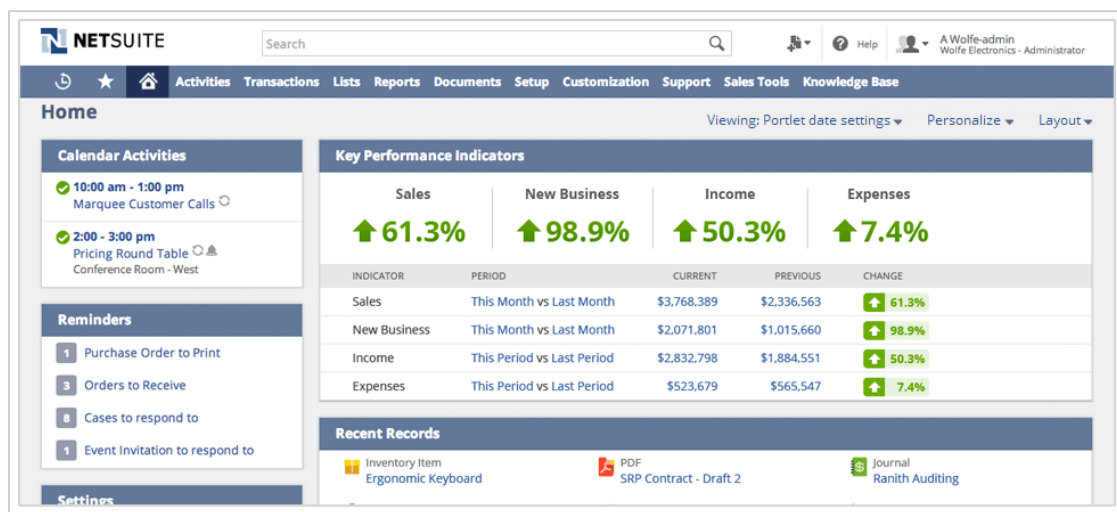 NETSUITE
Search
Help
A Wolfe-admin
Wolfe Electronics - Administrator
Activities Transactions Lists Reports Documents Setup Customization Support Sales Tools Knowledge Base
Home
Viewing: Portlet date settings Personalize Layout
Calendar Activities
10:00 am - 1:00 pm
Marquee Customer Calls
2:00 - 3:00 pm
Pricing Round Table
Conference Room - West
Reminders
1 Purchase Order to Print
3 Orders to Receive
8 Cases to respond to
1 Event Invitation to respond to
Settings
Key Performance Indicators
Sales New Business Income Expenses
61.3% 98.9% 50.3% 7.4%
INDICATOR PERIOD CURRENT PREVIOUS CHANGE
Sales This Month vs Last Month $3,768,389 $2,336,563 61.3%
New Business This Month vs Last Month $2,071,801 $1,015,660 98.9%
Income This Period vs Last Period $2,832,798 $1,884,551 50.3%
Expenses This Period vs Last Period $523,679 $565,547 7.4%
Recent Records
Inventory Item PDF Journal
Ergonomic Keyboard SRP Contract - Draft 2 Ranith Auditing